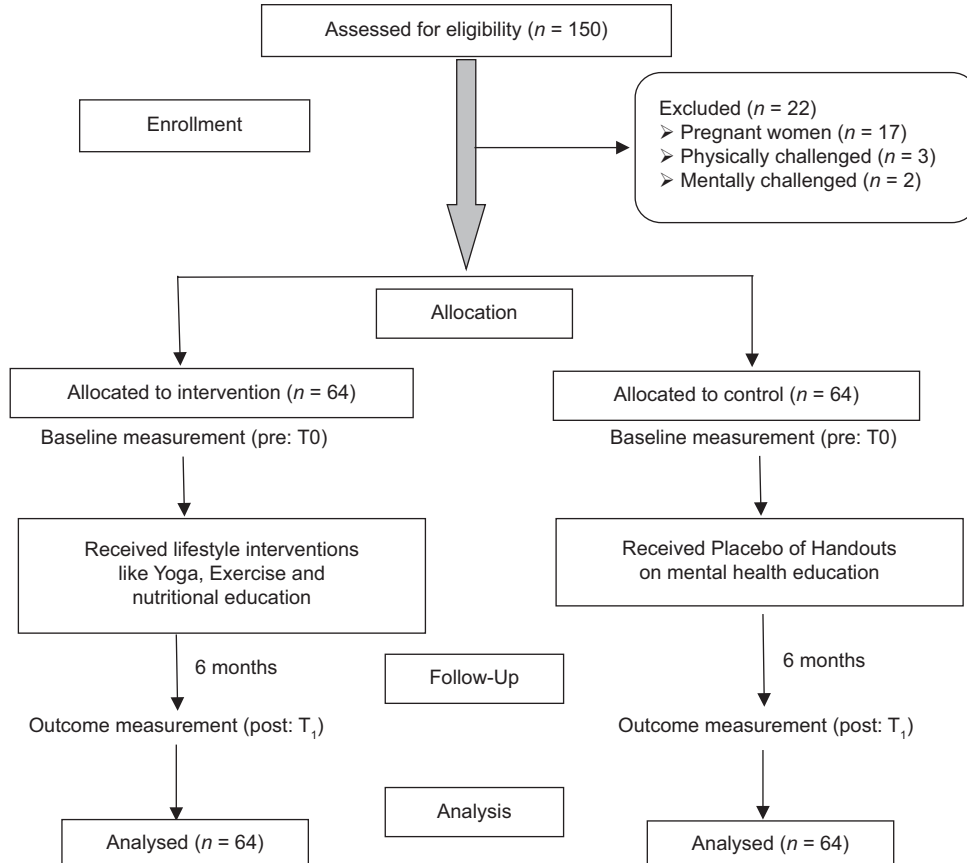 Assessed for eligibility (n = 150)
Enrollment
Excluded (n = 22)
➢ Pregnant women (n = 17)
➢ Physically challenged (n = 3)
➢ Mentally challenged (n = 2)
Allocation
Allocated to intervention (n = 64)
Allocated to control (n = 64)
Baseline measurement (pre: T0)
Baseline measurement (pre: T0)
Received lifestyle interventions
like Yoga, Exercise and
nutritional education
Received Placebo of Handouts
on mental health education
6 months
Follow-Up
6 months
Outcome measurement (post: T₁)
Outcome measurement (post: T₁)
Analysis
Analysed (n = 64)
Analysed (n = 64)